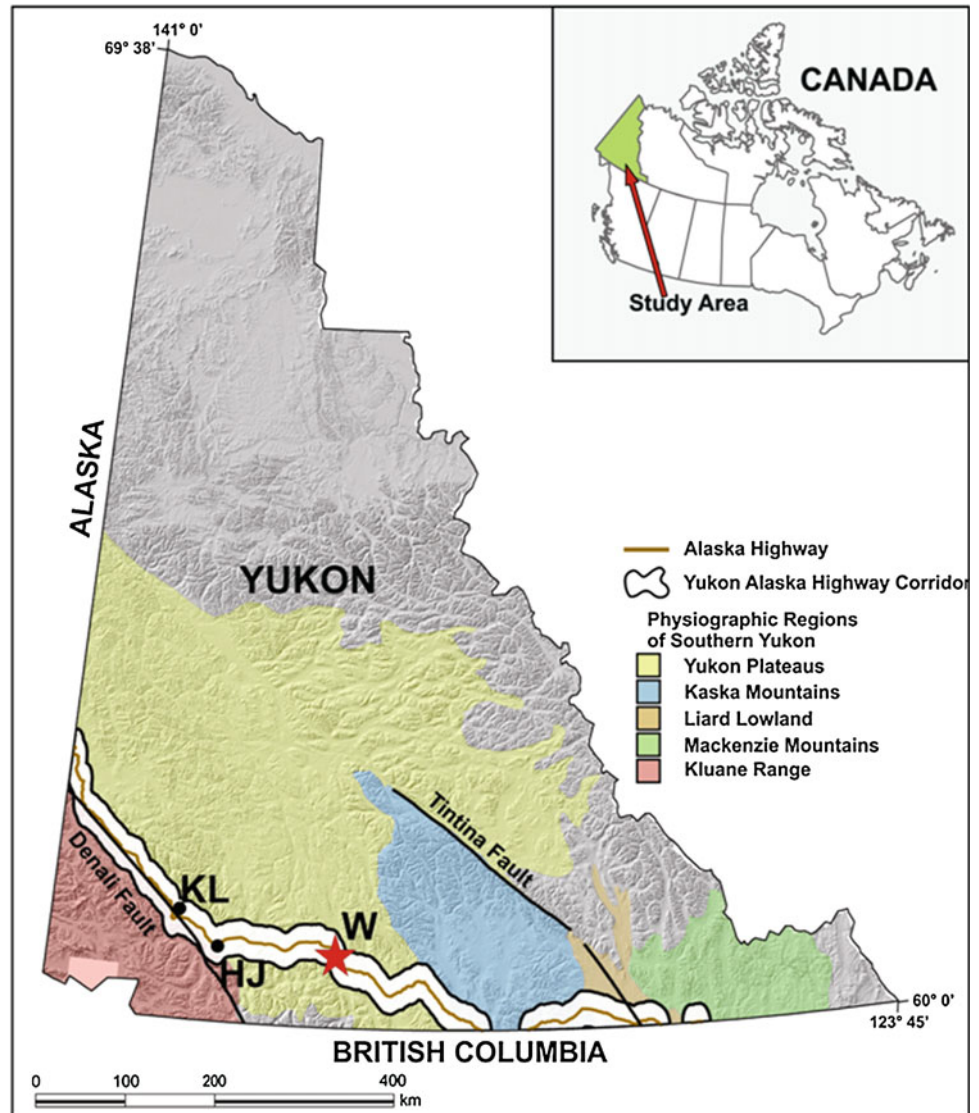 141° 0'
69° 38'
CANADA
Study Area
ALASKA
YUKON
Alaska Highway
Yukon Alaska Highway Corridor
Physiographic Regions
of Southern Yukon
Yukon Plateaus
Kaska Mountains
Liard Lowland
Mackenzie Mountains
Kluane Range
Tintina Fault
Denali Fault
KL
HJ
W
60° 0'
123° 45'
BRITISH COLUMBIA
0 100 200 400
km